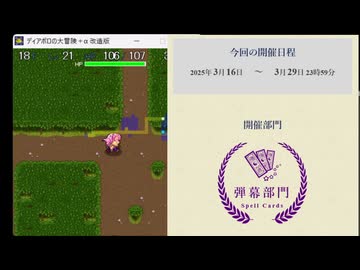 ディアボロの大冒険+α 改造版
18 21 106 107
HP
今回の開催日程
2025年3月16日 ～ 3月29日23時59分
開催部門
弾幕部門
Spell Cards